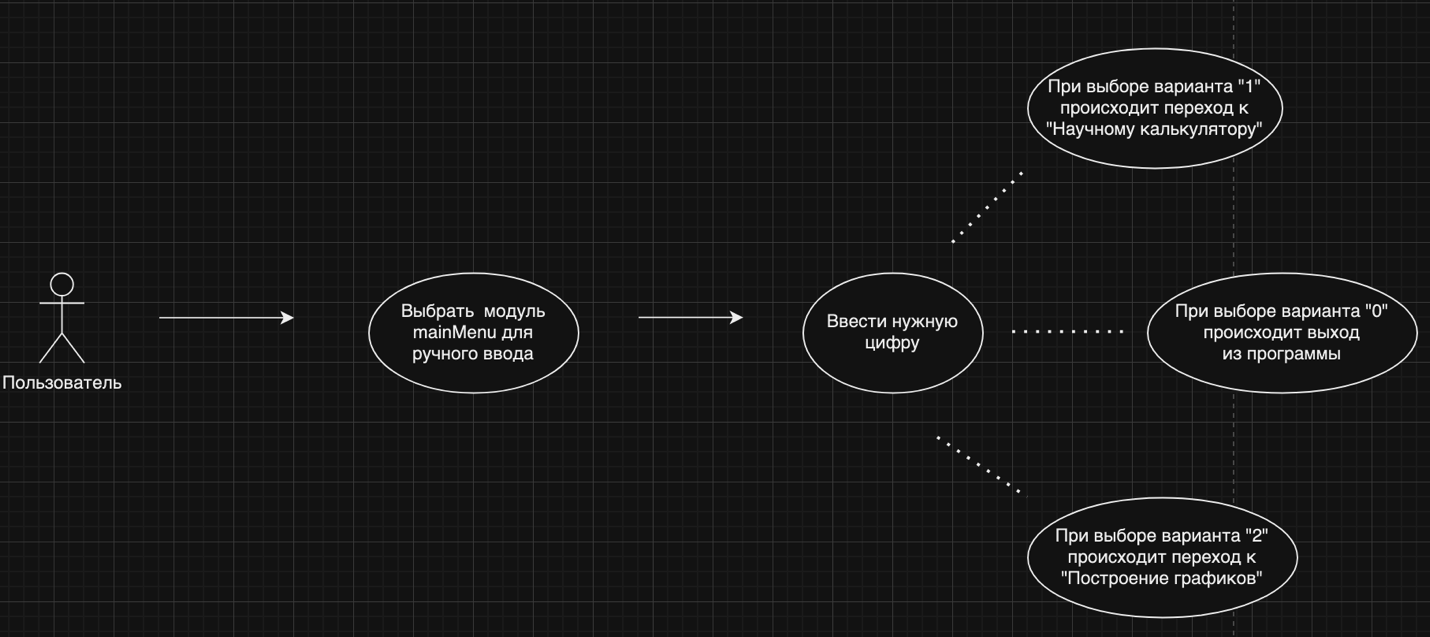 При выборе варианта "1"
происходит переход к
"Научному калькулятору"
Пользователь
Выбрать модуль
mainMenu для
ручного ввода
Ввести нужную
цифру
При выборе варианта "0"
происходит выход
из программы
При выборе варианта "2"
происходит переход к
"Построение графиков"